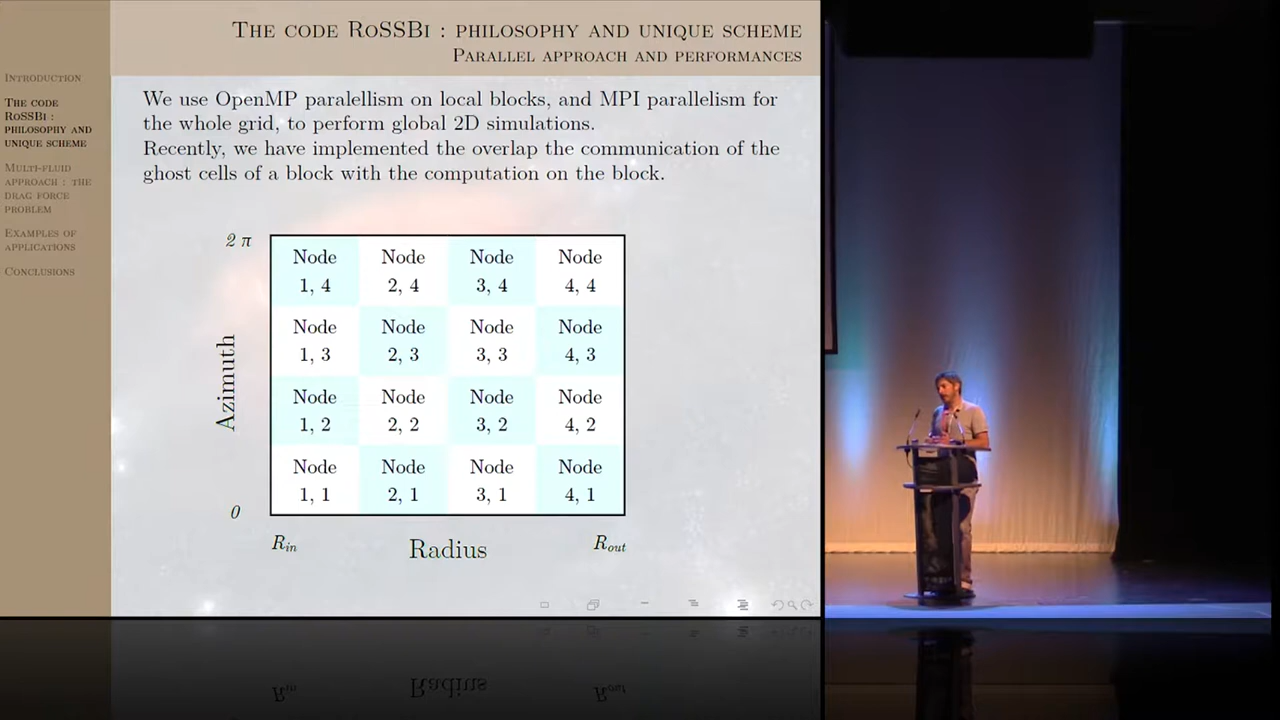 THE CODE ROSSBI : PHILOSOPHY AND UNIQUE SCHEME
PARALLEL APPROACH AND PERFORMANCES
INTRODUCTION
THE CODE
ROSSBI :
PHILOSOPHY AND
UNIQUE SCHEME
MULTI-FLUID
APPROACH : THE
DRAG FORCE
PROBLEM
EXAMPLES OF
APPLICATIONS
CONCLUSIONS
We use OpenMP paralellism on local blocks, and MPI parallelism for
the whole grid, to perform global 2D simulations.
Recently, we have implemented the overlap the communication of the
ghost cells of a block with the computation on the block.
2 π
Node Node Node Node
1, 4 2, 4 3, 4 4, 4
Node Node Node Node
1, 3 2, 3 3, 3 4, 3
Azimuth
Node Node Node Node
1, 2 2, 2 3, 2 4, 2
Node Node Node Node
1, 1 2, 1 3, 1 4, 1
0
Rin Radius Rout